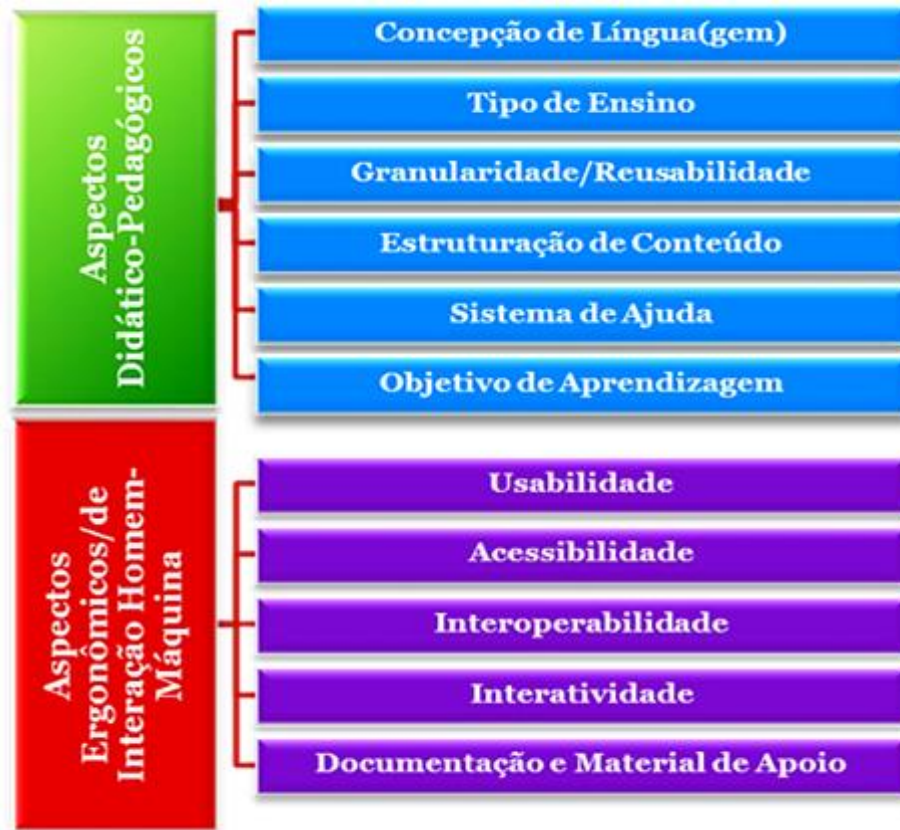 Aspectos
Didático-Pedagógicos
Concepção de Língua(gem)
Tipo de Ensino
Granularidade/Reusabilidade
Estruturação de Conteúdo
Sistema de Ajuda
Objetivo de Aprendizagem
Aspectos
Ergonômicos/de
Interação Homem-
Máquina
Usabilidade
Acessibilidade
Interoperabilidade
Interatividade
Documentação e Material de Apoio